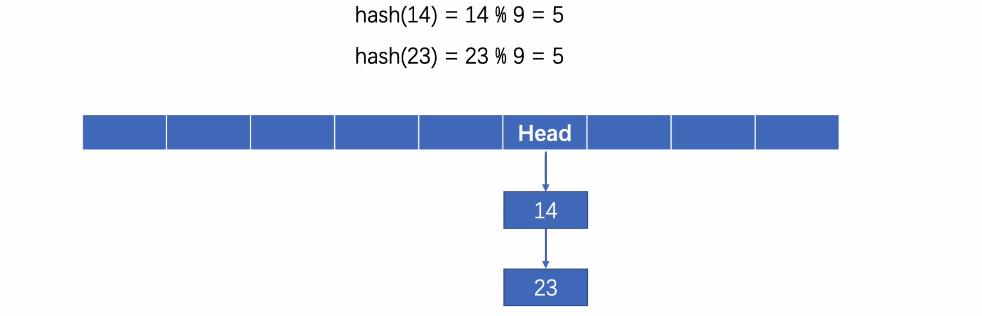 hash(14) = 14 % 9 = 5
hash(23) = 23 % 9 = 5
Head
14
23